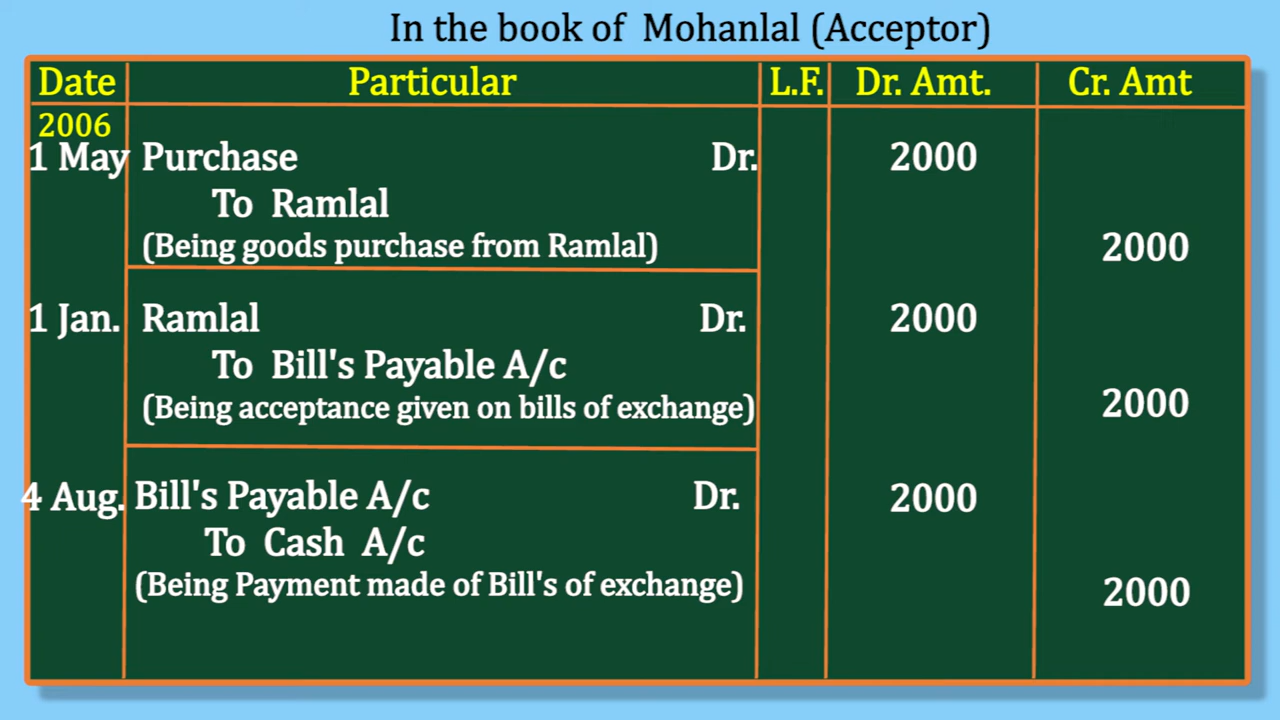 In the book of Mohanlal (Acceptor)
Date Particular L.F. Dr. Amt. Cr. Amt
2006
1 May Purchase Dr. 2000
To Ramlal
(Being goods purchase from Ramlal) 2000
1 Jan. Ramlal Dr. 2000
To Bill's Payable A/c
(Being acceptance given on bills of exchange) 2000
4 Aug. Bill's Payable A/c Dr. 2000
To Cash A/c
(Being Payment made of Bill's of exchange) 2000